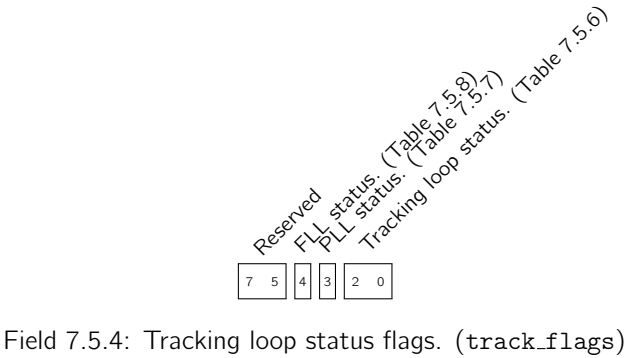 Reserved
FLL status. (Table 7.5.8)
PLL status. (Table 7.5.7)
Tracking loop status. (Table 7.5.6)
7 5 4 3 2 0
Field 7.5.4: Tracking loop status flags. (track_flags)